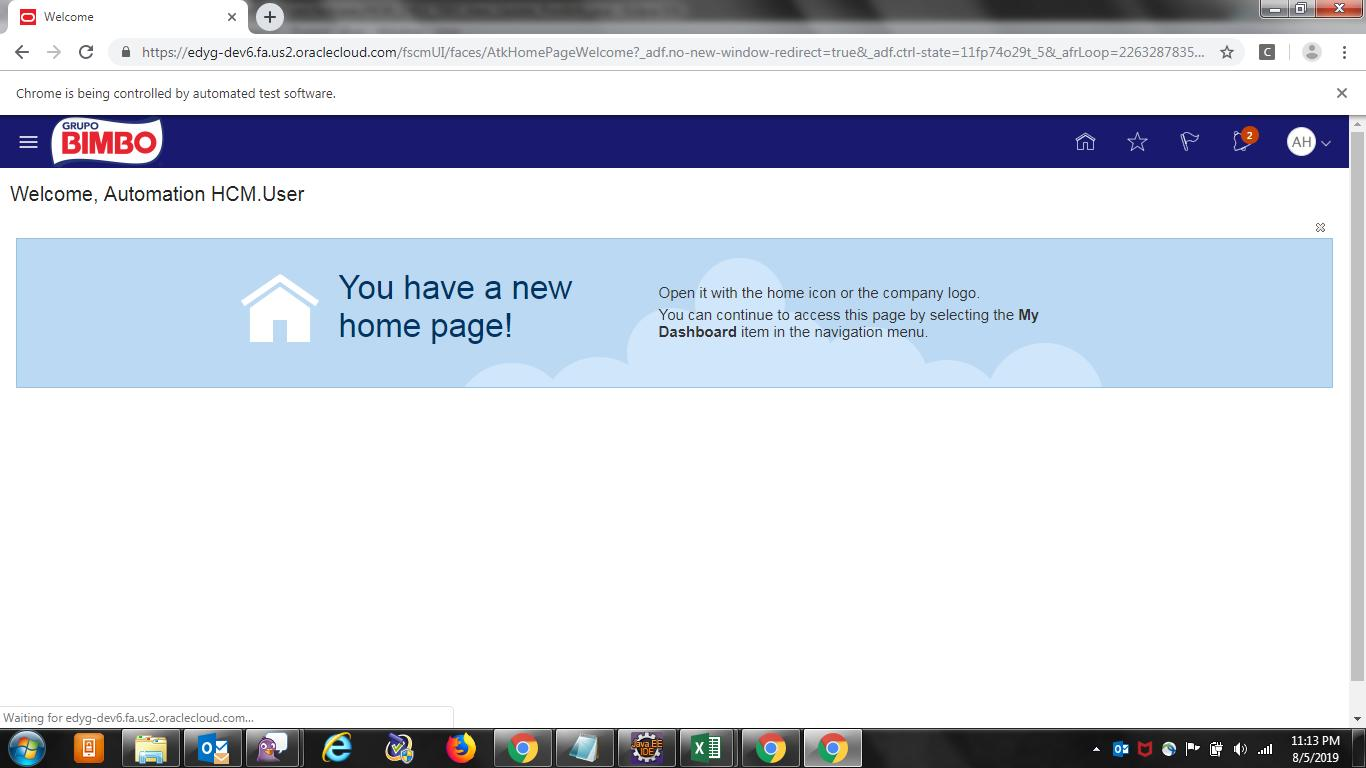 Welcome
https://edyg-dev6.fa.us2.oraclecloud.com/fscmUI/faces/AtkHomePageWelcome?_adf.no-new-window-redirect=true&_adf.ctrl-state=11fp74o29t_5&_afrLoop=2263287835...
C
Chrome is being controlled by automated test software.
GRUPO
BIMBO
2
AH
Welcome, Automation HCM.User
You have a new
home page!
Open it with the home icon or the company logo.
You can continue to access this page by selecting the My
Dashboard item in the navigation menu.
Waiting for edyg-dev6.fa.us2.oraclecloud.com...
Java EE
IDE
11:13 PM
8/5/2019